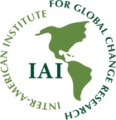 INTER-AMERICAN INSTITUTE
FOR GLOBAL CHANGE RESEARCH
IAI